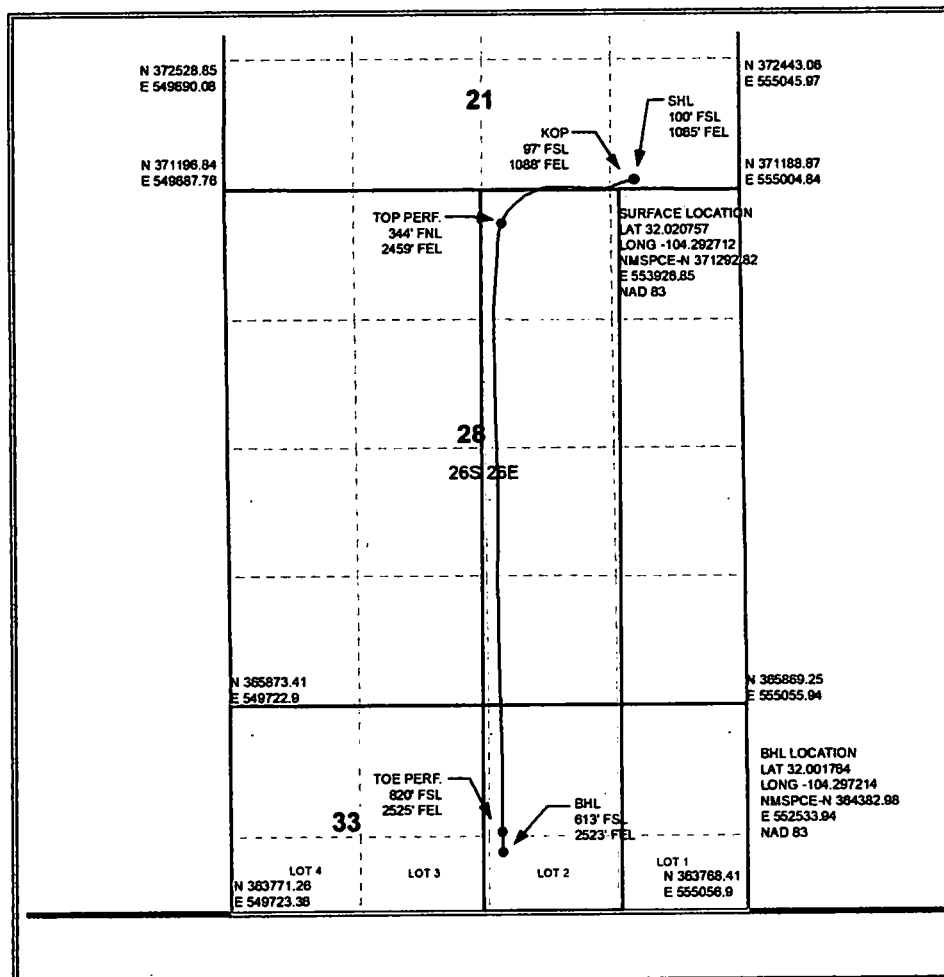 N 372528.85
E 549690.08
21
N 372443.06
E 555045.97
SHL
100' FSL
1085' FEL
KOP
97' FSL
1088' FEL
N 371196.84
E 549687.76
N 371188.87
E 555004.84
TOP PERF.
344' FNL
2459' FEL
SURFACE LOCATION
LAT 32.020757
LONG -104.292712
NMSPCE-N 371292.82
E 553926.85
NAD 83
28
26S 26E
N 365873.41
E 549722.9
N 365869.25
E 555055.94
BHL LOCATION
LAT 32.001764
LONG -104.297214
NMSPCE-N 364382.98
E 552533.94
NAD 83
TOE PERF.
820' FSL
2525' FEL
BHL
613' FSL
2523' FEL
33
LOT 4
LOT 3
LOT 2
LOT 1
N 363771.26
E 549723.36
N 363768.41
E 555056.9